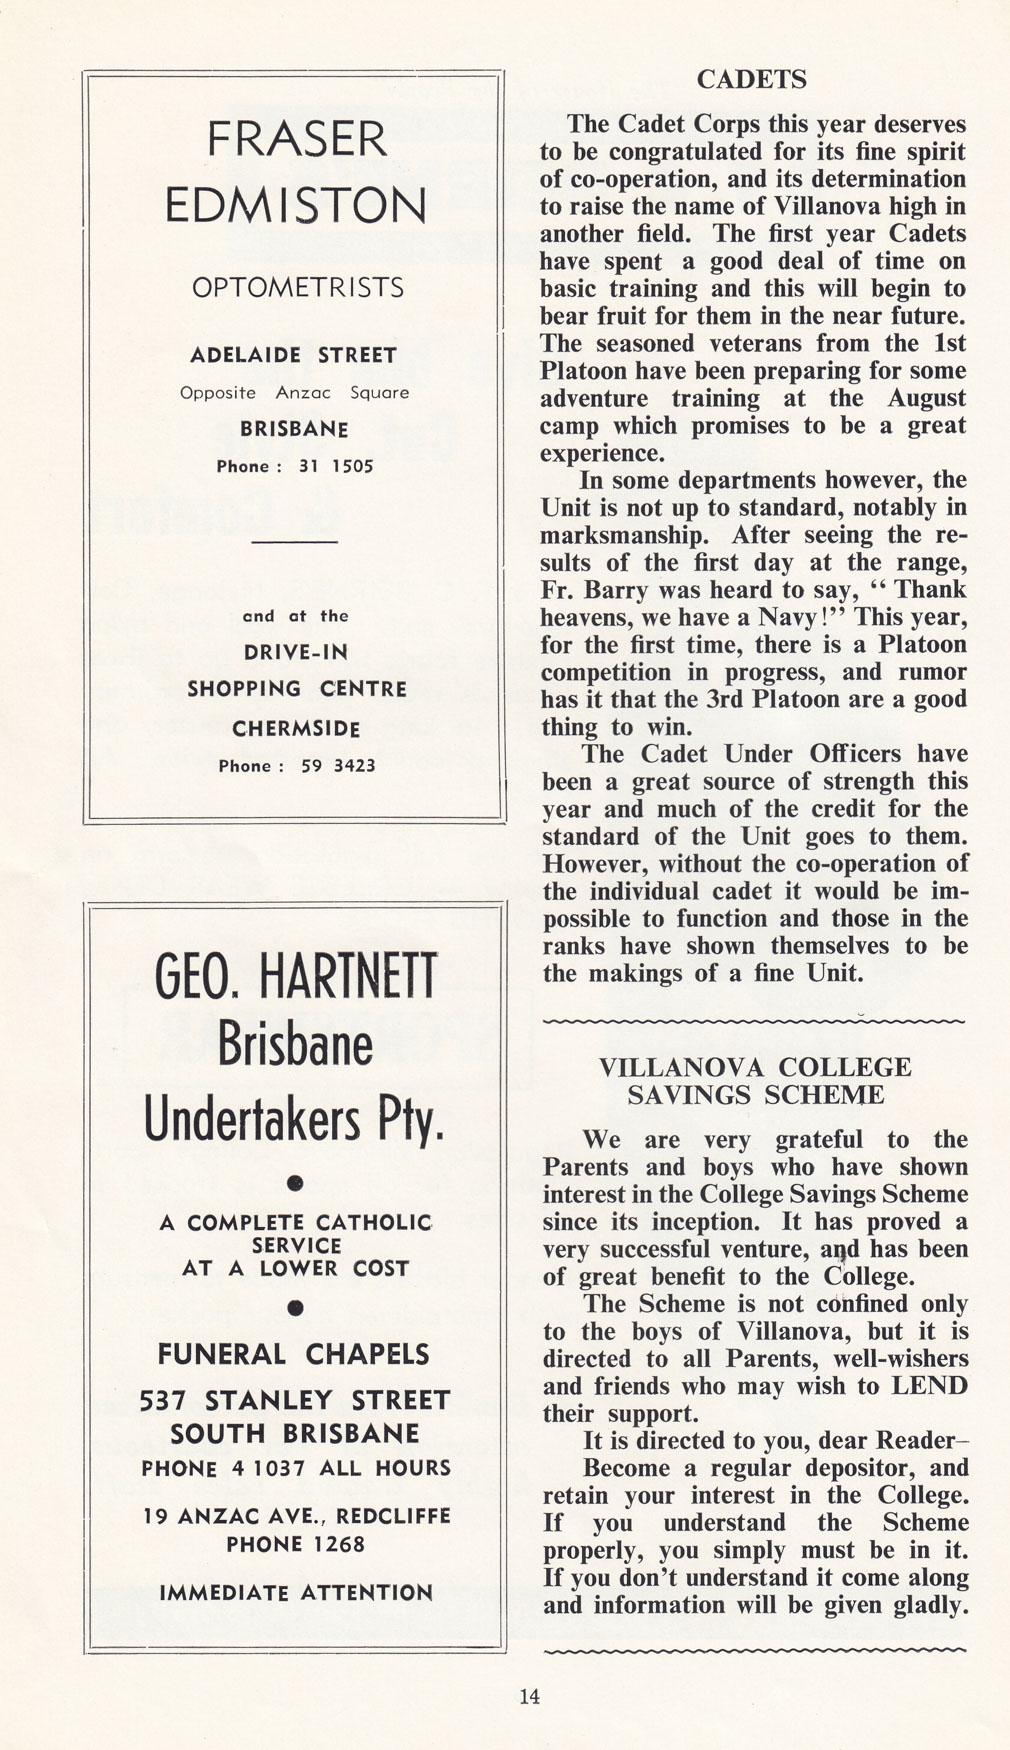 FRASER
EDMISTON
OPTOMETRISTS
ADELAIDE STREET
Opposite Anzac Square
BRISBANE
Phone : 31 1505
and at the
DRIVE-IN
SHOPPING CENTRE
CHERMSIDE
Phone : 59 3423
GEO. HARTNETT
Brisbane
Undertakers Pty.
A COMPLETE CATHOLIC
SERVICE
AT A LOWER COST
FUNERAL CHAPELS
537 STANLEY STREET
SOUTH BRISBANE
PHONE 4 1037 ALL HOURS
19 ANZAC AVE., REDCLIFFE
PHONE 1268
IMMEDIATE ATTENTION
CADETS
The Cadet Corps this year deserves
to be congratulated for its fine spirit
of co-operation, and its determination
to raise the name of Villanova high in
another field. The first year Cadets
have spent a good deal of time on
basic training and this will begin to
bear fruit for them in the near future.
The seasoned veterans from the 1st
Platoon have been preparing for some
adventure training at the August
camp which promises to be a great
experience.
In some departments however, the
Unit is not up to standard, notably in
marksmanship. After seeing the re-
sults of the first day at the range,
Fr. Barry was heard to say, “ Thank
heavens, we have a Navy!” This year,
for the first time, there is a Platoon
competition in progress, and rumor
has it that the 3rd Platoon are a good
thing to win.
The Cadet Under Officers have
been a great source of strength this
year and much of the credit for the
standard of the Unit goes to them.
However, without the co-operation of
the individual cadet it would be im-
possible to function and those in the
ranks have shown themselves to be
the makings of a fine Unit.
VILLANOVA COLLEGE
SAVINGS SCHEME
We are very grateful to the
Parents and boys who have shown
interest in the College Savings Scheme
since its inception. It has proved a
very successful venture, and has been
of great benefit to the College.
The Scheme is not confined only
to the boys of Villanova, but it is
directed to all Parents, well-wishers
and friends who may wish to LEND
their support.
It is directed to you, dear Reader–
Become a regular depositor, and
retain your interest in the College.
If you understand the Scheme
properly, you simply must be in it.
If you don’t understand it come along
and information will be given gladly.
14